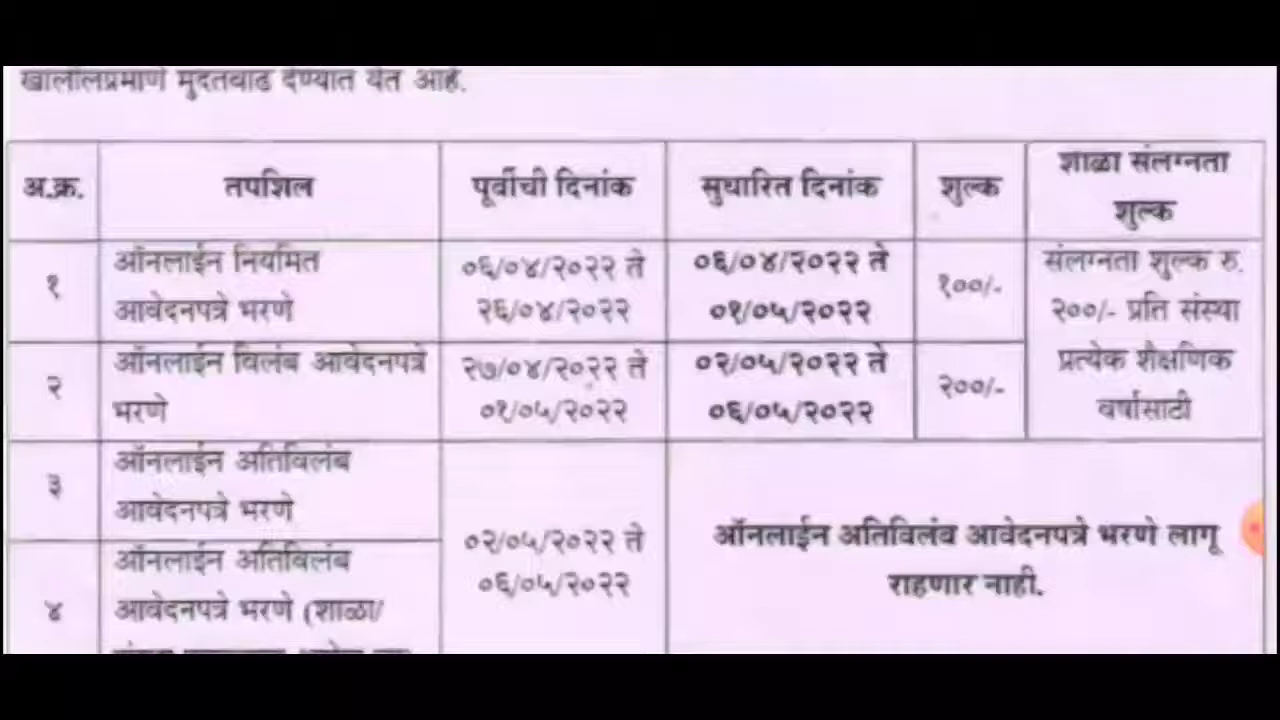 खालीलप्रमाणे मुदतवाढ देण्यात येत आहे.
अ.क्र. तपशिल पूर्वीची दिनांक सुधारित दिनांक शुल्क शाळा संलग्नता
शुल्क
१ ऑनलाईन नियमित
आवेदनपत्रे भरणे
०६/०४/२०२२ ते
२६/०४/२०२२
०६/०४/२०२२ ते
०१/०५/२०२२
१००/-
संलग्नता शुल्क रु.
२००/- प्रति संस्था
प्रत्येक शैक्षणिक
वर्षासाठी
२ ऑनलाईन विलंब आवेदनपत्रे
भरणे
२७/०४/२०२२ ते
०१/०५/२०२२
०२/०५/२०२२ ते
०६/०५/२०२२
२००/-
३ ऑनलाईन अतिविलंब
आवेदनपत्रे भरणे
०२/०५/२०२२ ते
०६/०५/२०२२
ऑनलाईन अतिविलंब आवेदनपत्रे भरणे लागू
राहणार नाही.
४ ऑनलाईन अतिविलंब
आवेदनपत्रे भरणे (शाळा/